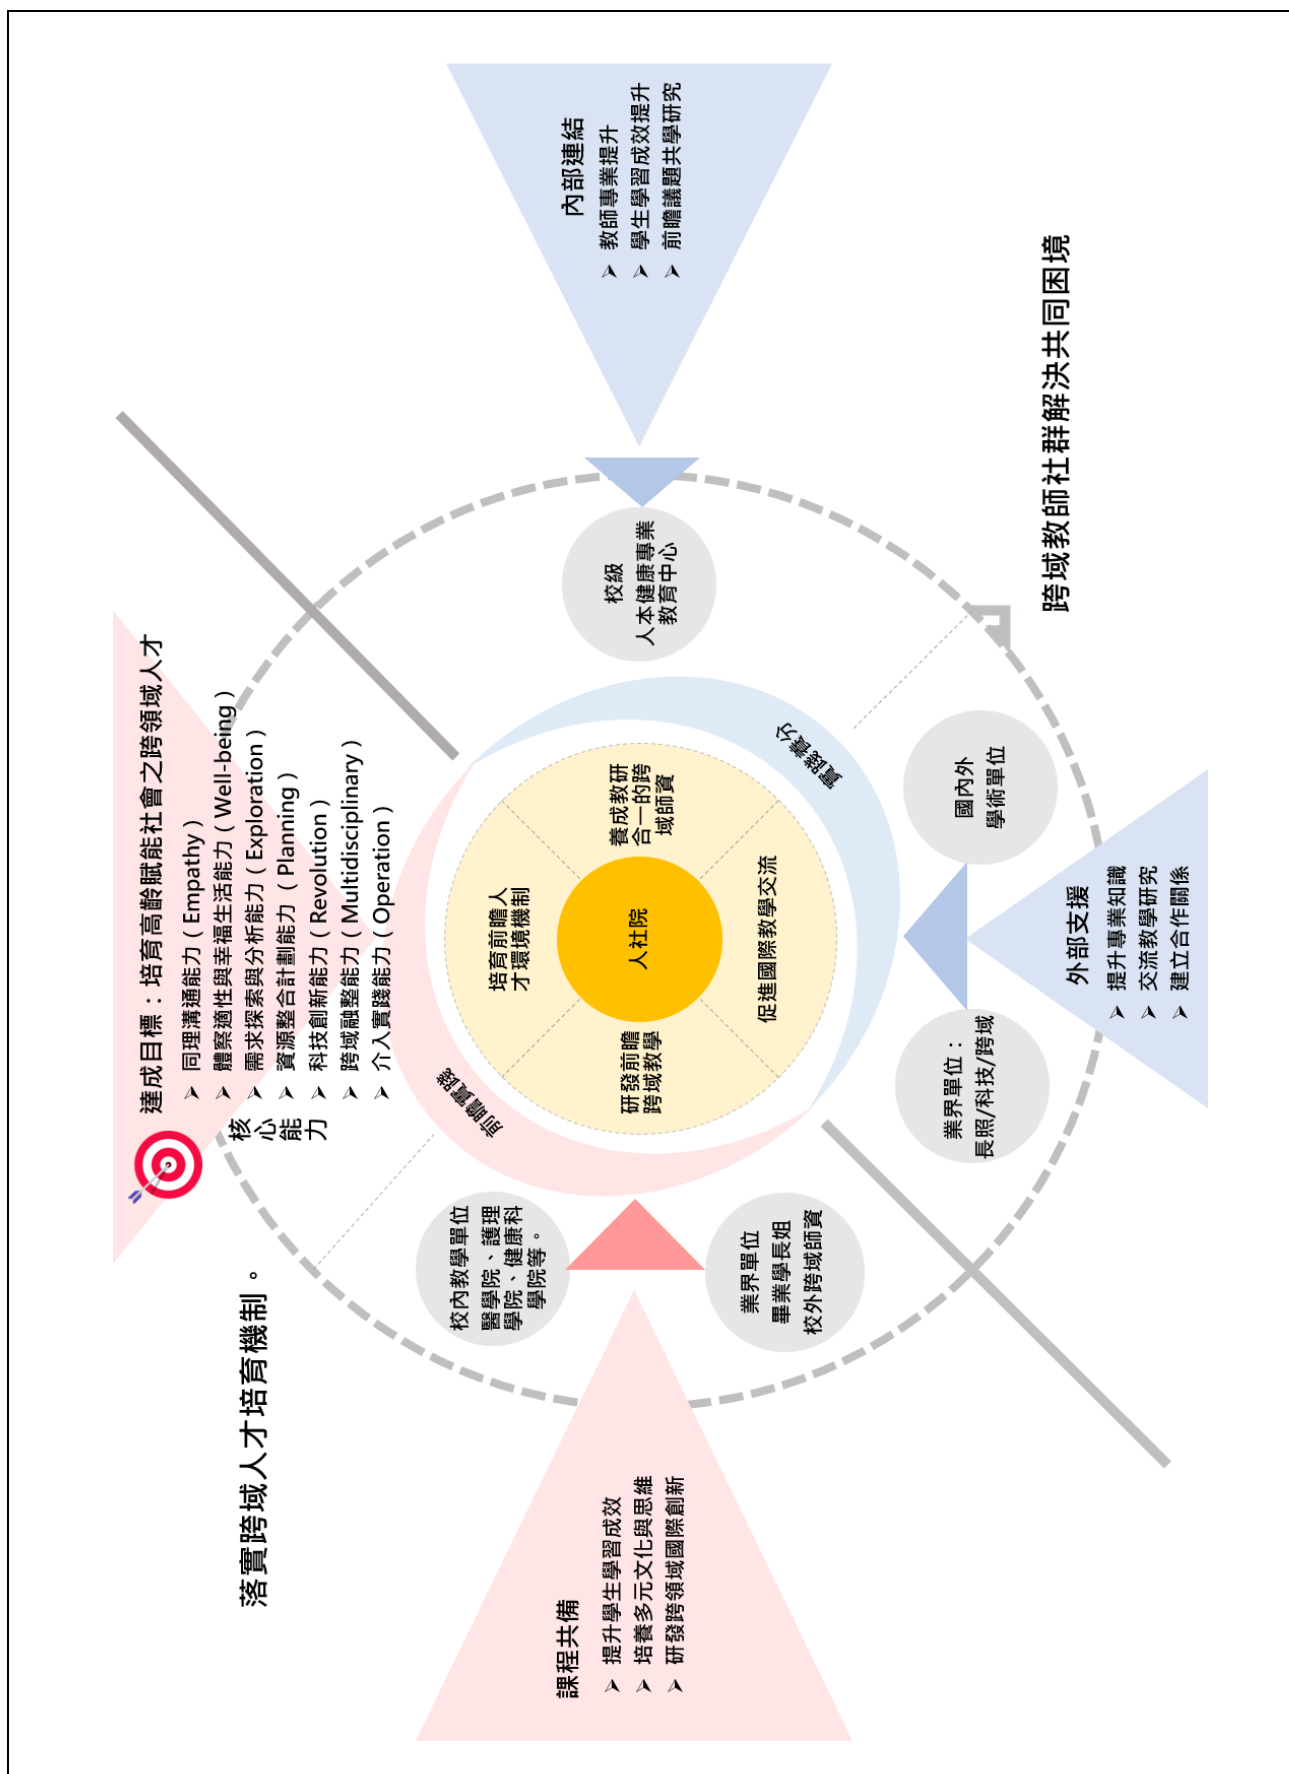 落實跨域人才培育機制。
達成目標：培育高齡賦能社會之跨領域人才
核心能力
➢ 同理溝通能力（Empathy）
➢ 體察適性與幸福生活能力（Well-being）
➢ 需求探索與分析能力（Exploration）
➢ 資源整合計劃能力（Planning）
➢ 科技創新能力（Revolution）
➢ 跨域融整能力（Multidisciplinary）
➢ 介入實踐能力（Operation）
課程共備
➢ 提升學生學習成效
➢ 培養多元文化與思維
➢ 研發跨領域國際創新
校內教學單位
醫學院、護理
學院、健康科
學院等。
業界單位
畢業學長姐
校外跨域師資
前瞻實踐
培育前瞻人
才環境機制
研發前瞻
跨域教學
人社院
養成教研
合一的跨
域師資
促進國際教學交流
實踐養分
校級
人本健康專業
教育中心
內部連結
➢ 教師專業提升
➢ 學生學習成效提升
➢ 前瞻議題共學研究
業界單位：
長照/科技/跨域
國內外
學術單位
外部支援
➢ 提升專業知識
➢ 交流教學研究
➢ 建立合作關係
跨域教師社群解決共同困境